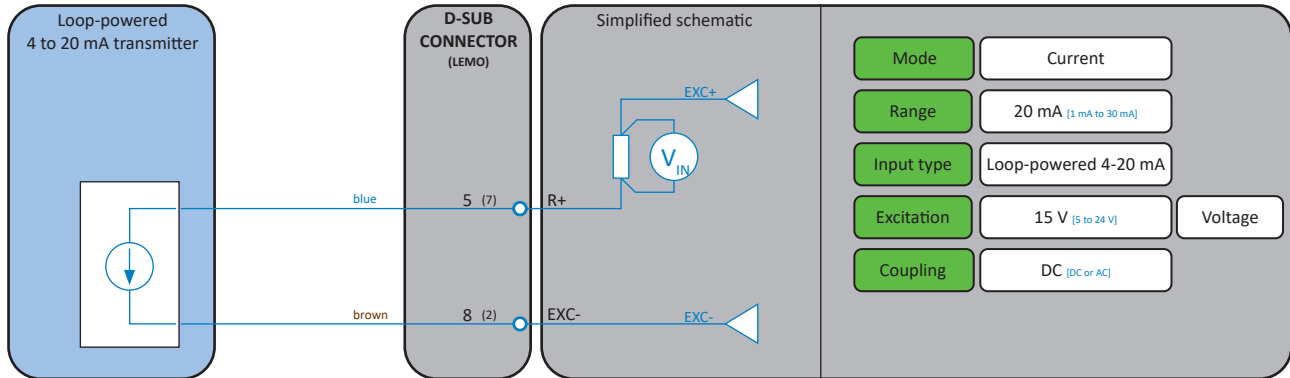 Loop-powered
4 to 20 mA transmitter
D-SUB
CONNECTOR
(LEMO)
Simplified schematic
EXC+
VIN
blue
5 (7)
R+
brown
8 (2)
EXC-
EXC-
Mode
Current
Range
20 mA [1 mA to 30 mA]
Input type
Loop-powered 4-20 mA
Excitation
15 V [5 to 24 V]
Voltage
Coupling
DC [DC or AC]